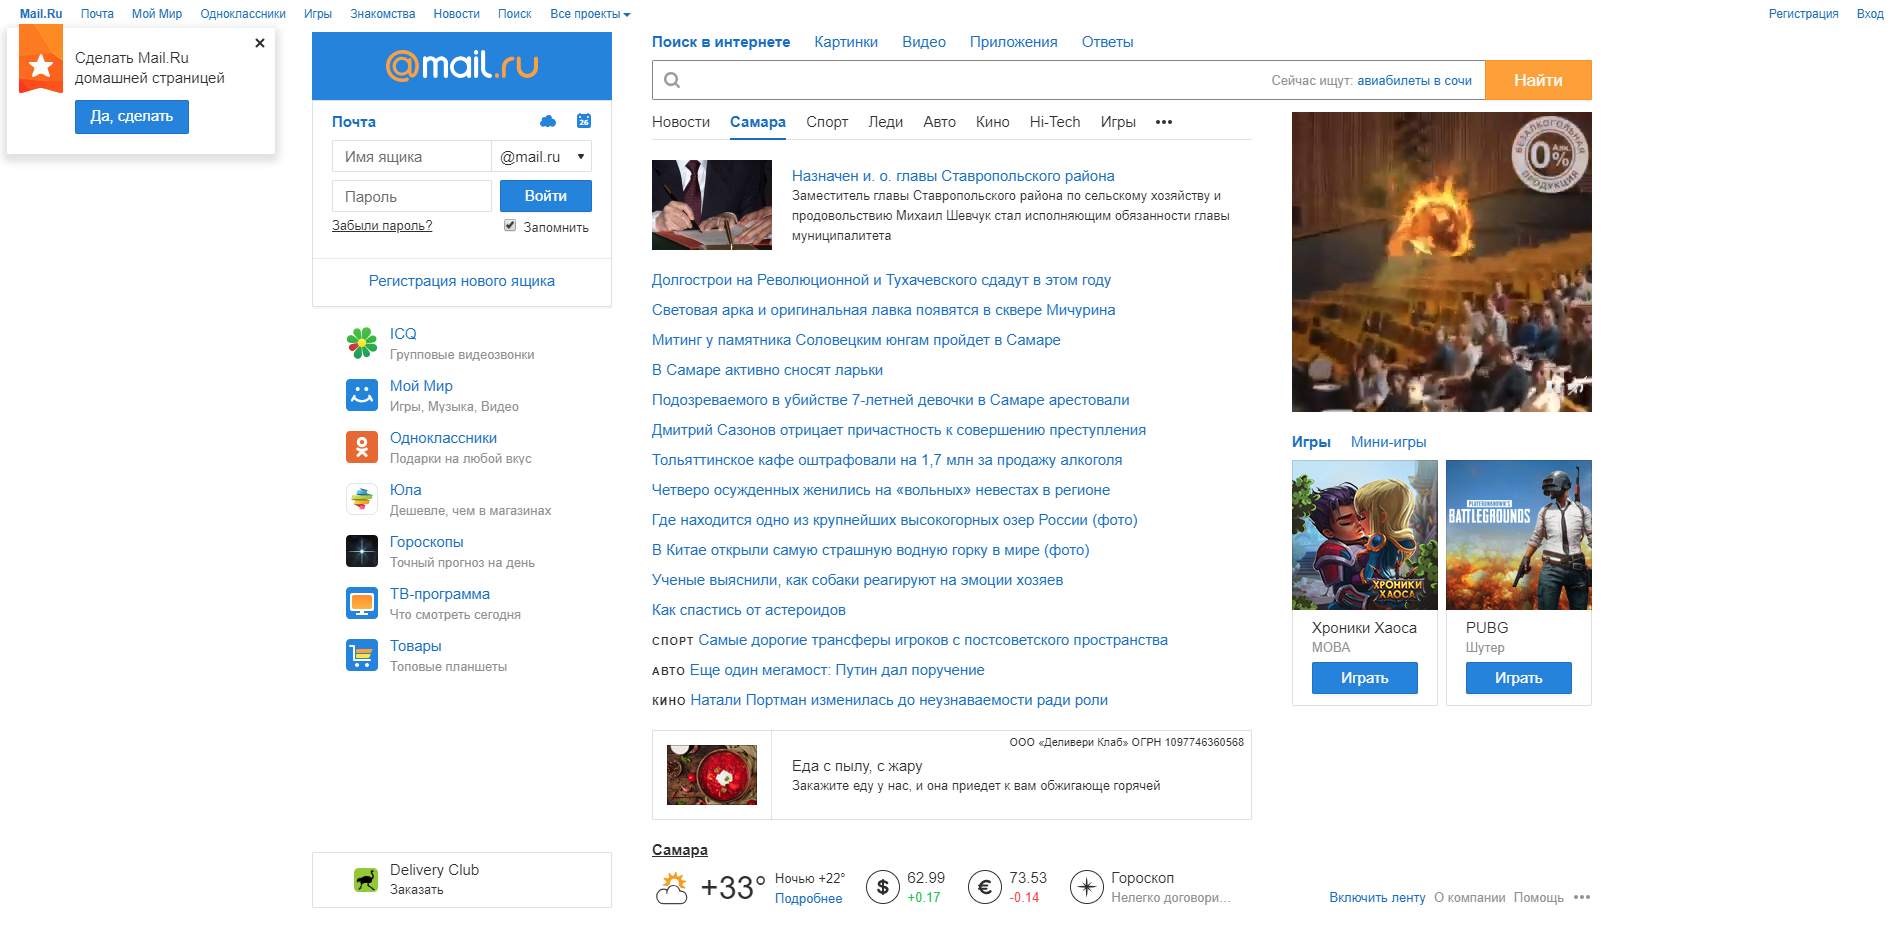 Mail.Ru Почта Мой Мир Одноклассники Игры Знакомства Новости Поиск Все проекты Регистрация Вход
Сделать Mail.Ru
домашней страницей
Да, сделать
@mail.ru
Почта
26
Имя ящика @mail.ru
Пароль Войти
Забыли пароль? Запомнить
Регистрация нового ящика
ICQ
Групповые видеозвонки
Мой Мир
Игры, Музыка, Видео
Одноклассники
Подарки на любой вкус
Юла
Дешевле, чем в магазинах
Гороскопы
Точный прогноз на день
ТВ-программа
Что смотреть сегодня
Товары
Топовые планшеты
Delivery Club
Заказать
Поиск в интернете Картинки Видео Приложения Ответы
Сейчас ищут: авиабилеты в сочи Найти
Новости Самара Спорт Леди Авто Кино Hi-Tech Игры •••
Назначен и. о. главы Ставропольского района
Заместитель главы Ставропольского района по сельскому хозяйству и
продовольствию Михаил Шевчук стал исполняющим обязанности главы
муниципалитета
Долгострои на Революционной и Тухачевского сдадут в этом году
Световая арка и оригинальная лавка появятся в сквере Мичурина
Митинг у памятника Соловецким юнгам пройдет в Самаре
В Самаре активно сносят ларьки
Подозреваемого в убийстве 7-летней девочки в Самаре арестовали
Дмитрий Сазонов отрицает причастность к совершению преступления
Тольяттинское кафе оштрафовали на 1,7 млн за продажу алкоголя
Четверо осужденных женились на «вольных» невестах в регионе
Где находится одно из крупнейших высокогорных озер России (фото)
В Китае открыли самую страшную водную горку в мире (фото)
Ученые выяснили, как собаки реагируют на эмоции хозяев
Как спастись от астероидов
СПОРТ Самые дорогие трансферы игроков с постсоветского пространства
АВТО Еще один мегамост: Путин дал поручение
КИНО Натали Портман изменилась до неузнаваемости ради роли
ООО «Деливери Клаб» ОГРН 1097746360568
Еда с пылу, с жару
Закажите еду у нас, и она приедет к вам обжигающе горячей
Самара
+33° Ночью +22° Подробнее
$ 62.99 +0.17
€ 73.53 -0.14
Гороскоп
Нелегко договори...
БЕЗАЛКОГОЛЬНАЯ
0% Алк.
ПРОДУКЦИЯ
Игры Мини-игры
ХРОНИКИ
ХАОСА
Хроники Хаоса
MOBA
Играть
PLAYERUNKNOWN'S
BATTLEGROUNDS
PUBG
Шутер
Играть
Включить ленту О компании Помощь •••